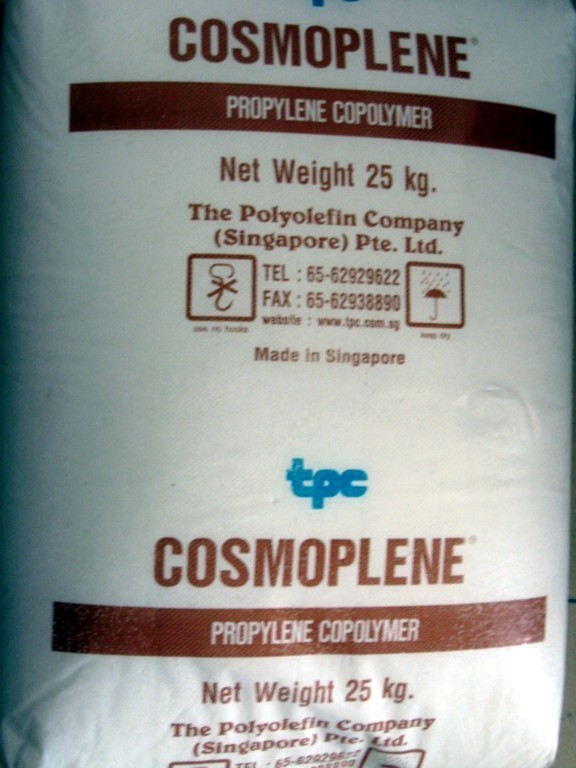 tpc
COSMOPLENE®
PROPYLENE COPOLYMER
Net Weight 25 kg.
The Polyolefin Company
(Singapore) Pte. Ltd.
TEL : 65-62929622
FAX : 65-62938890
website : www.tpc.com.sg
use no hooks
keep dry
Made in Singapore
tpc
COSMOPLENE®
PROPYLENE COPOLYMER
Net Weight 25 kg.
The Polyolefin Company
(Singapore) Pte. Ltd.
TEL :